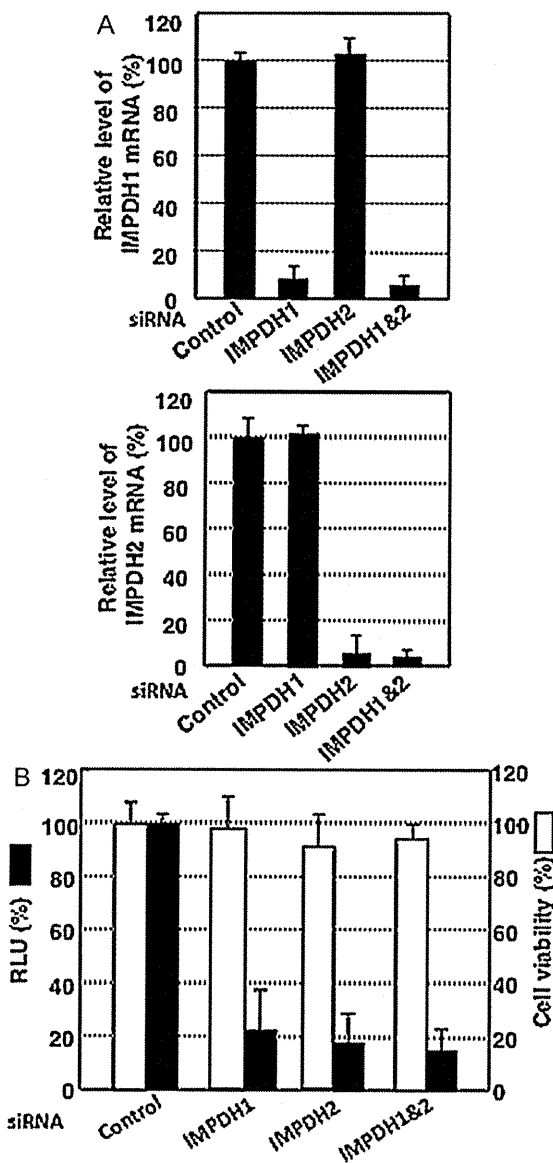 A
Relative level of
IMPDH1 mRNA (%)
120
100
80
60
40
20
0
siRNA
Control
IMPDH1
IMPDH2
IMPDH1&2
Relative level of
IMPDH2 mRNA (%)
120
100
80
60
40
20
0
siRNA
Control
IMPDH1
IMPDH2
IMPDH1&2
B
RLU (%)
120
100
80
60
40
20
0
120
100
80
60
40
20
0
Cell viability (%)
siRNA
Control
IMPDH1
IMPDH2
IMPDH1&2